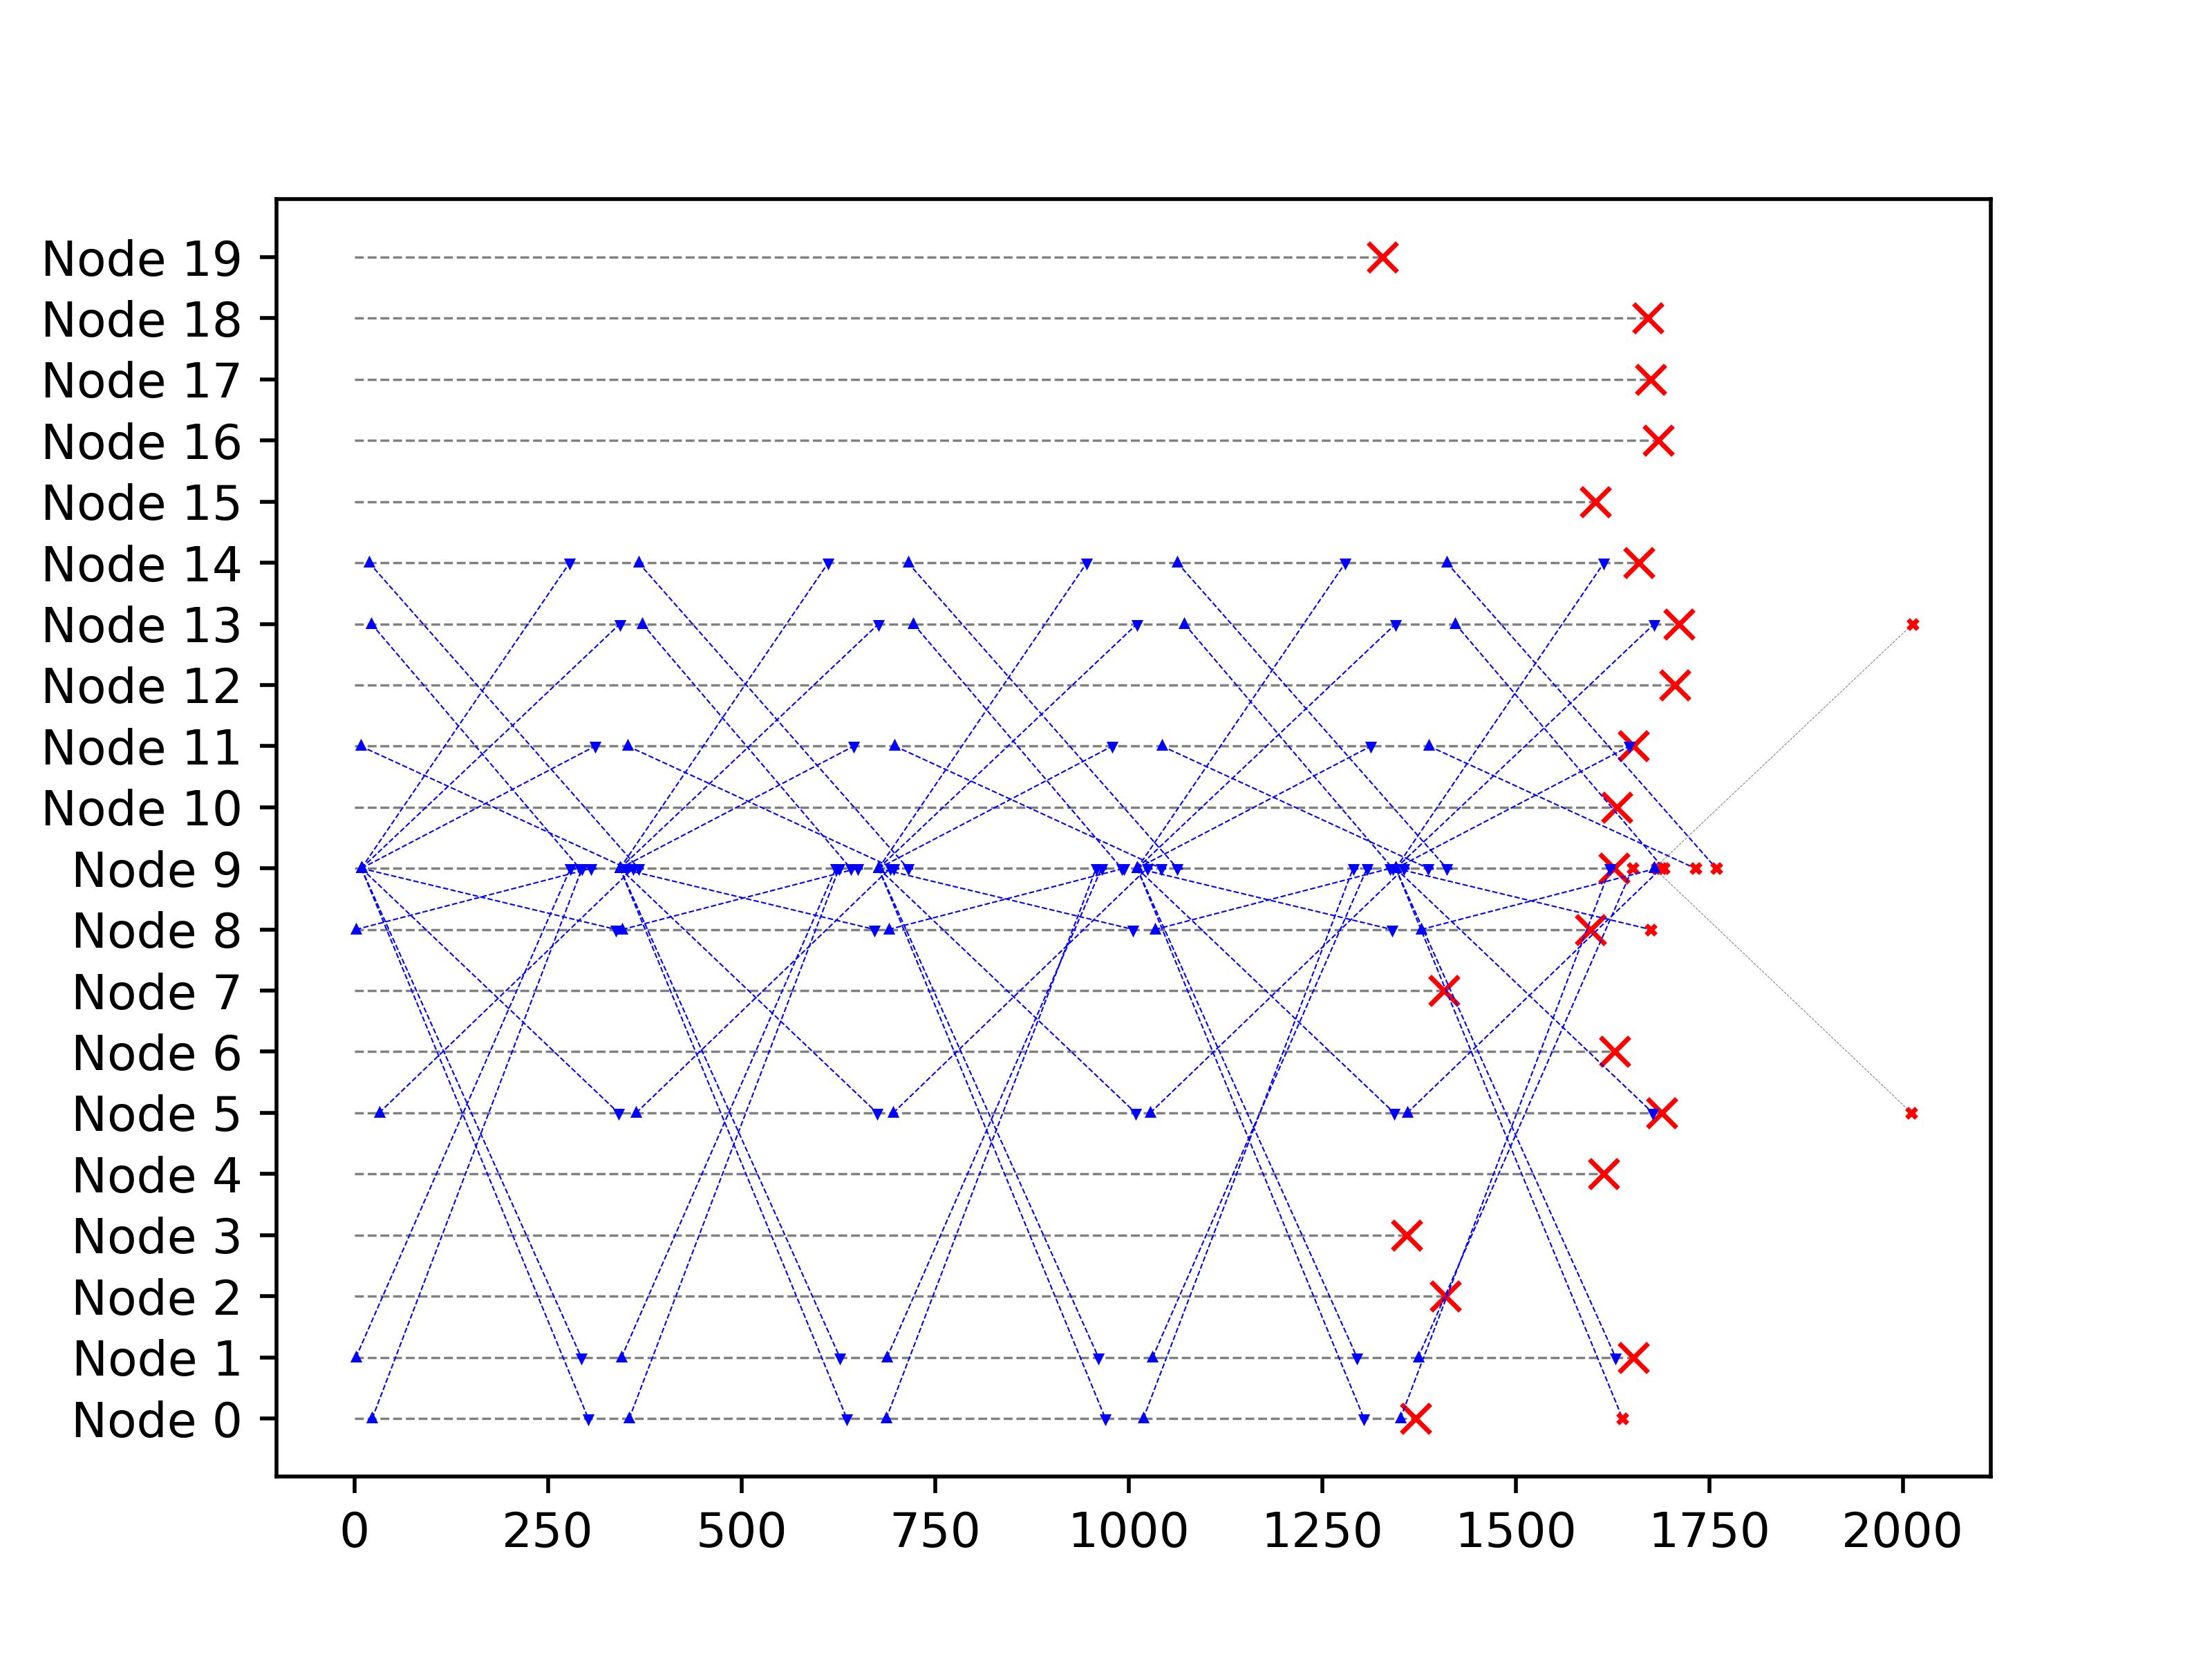 Node 19
Node 18
Node 17
Node 16
Node 15
Node 14
Node 13
Node 12
Node 11
Node 10
Node 9
Node 8
Node 7
Node 6
Node 5
Node 4
Node 3
Node 2
Node 1
Node 0
0 250 500 750 1000 1250 1500 1750 2000